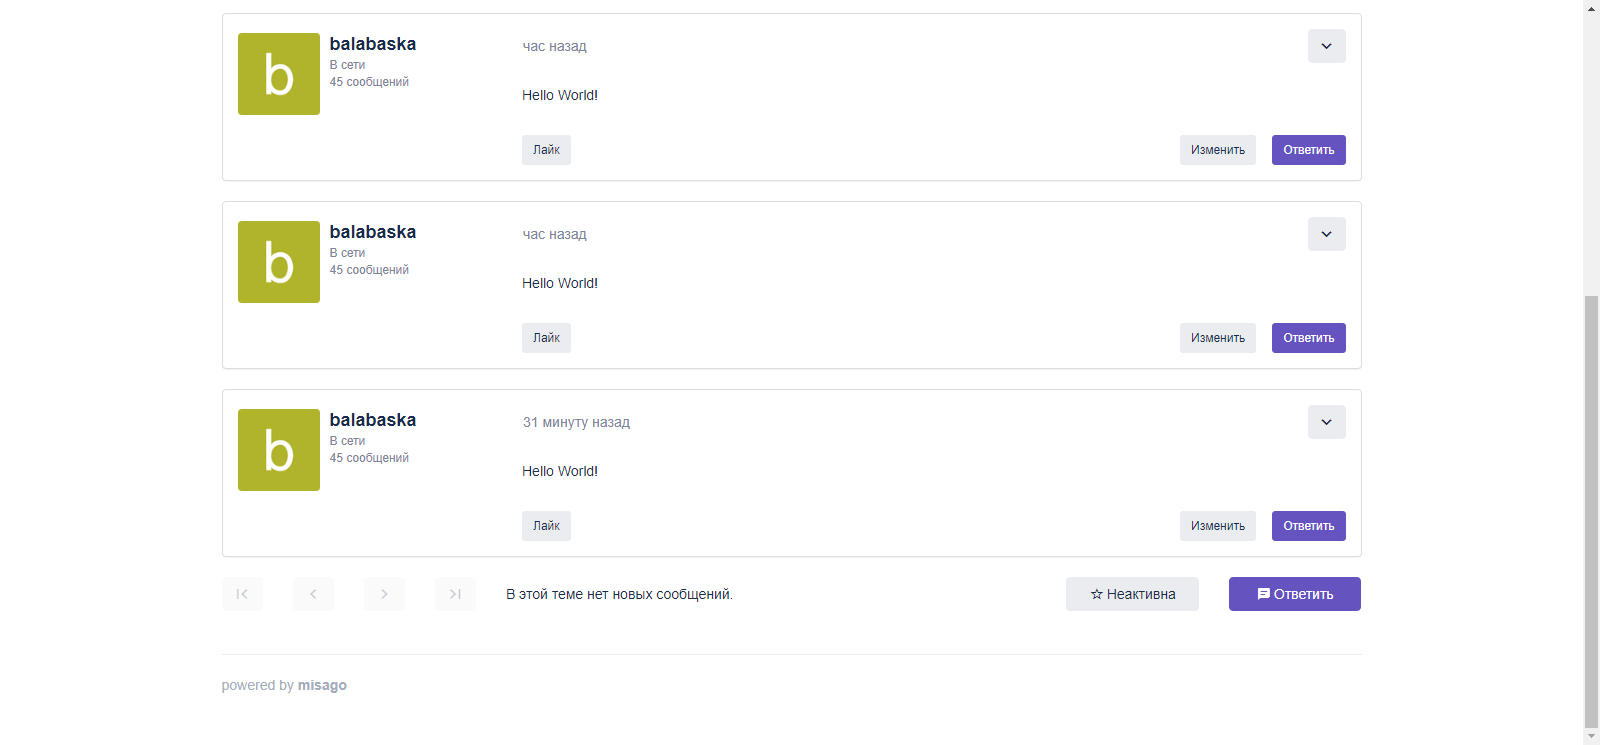 b
balabaska
В сети
45 сообщений
час назад
Hello World!
Лайк
Изменить
Ответить
b
balabaska
В сети
45 сообщений
час назад
Hello World!
Лайк
Изменить
Ответить
b
balabaska
В сети
45 сообщений
31 минуту назад
Hello World!
Лайк
Изменить
Ответить
В этой теме нет новых сообщений.
Неактивна
Ответить
powered by misago